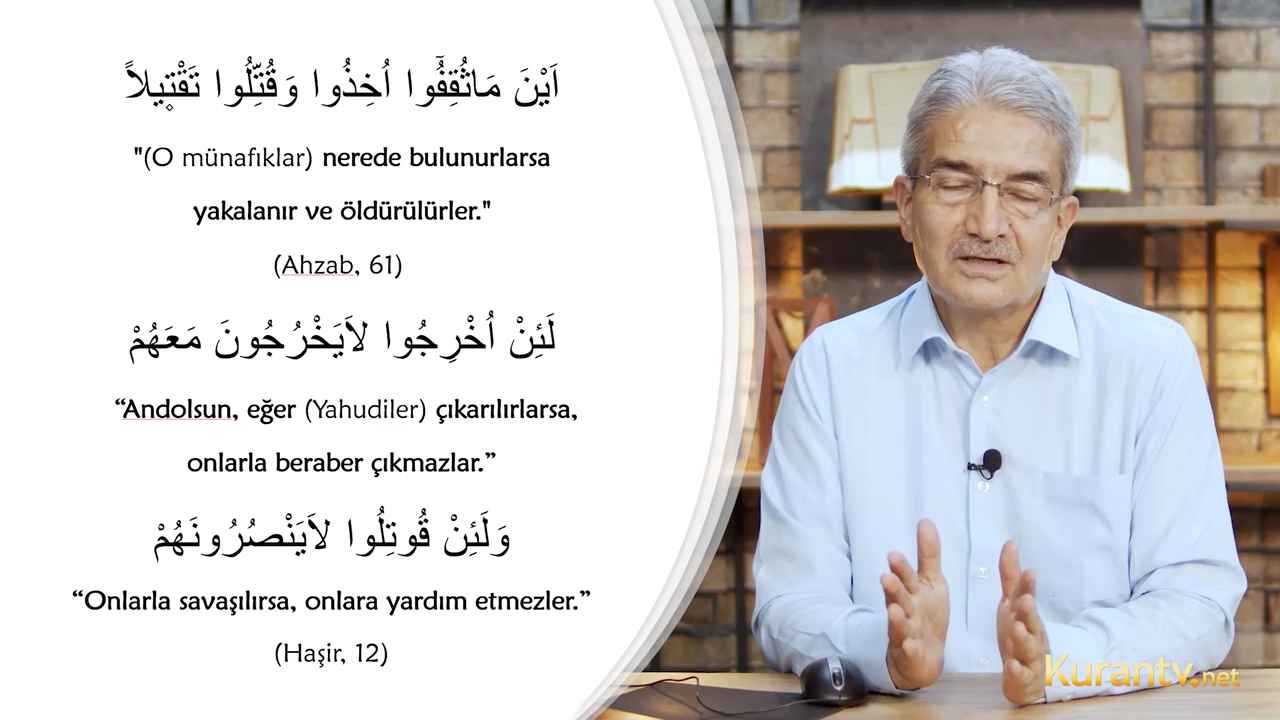 اَيْنَ مَاثُقِفُٓوا اُخِذُوا وَقُتِّلُوا تَقْت۪يلاً
"(O münafıklar) nerede bulunurlarsa
yakalanır ve öldürülürler."
(Ahzab, 61)
لَئِنْ اُخْرِجُوا لاَيَخْرُجُونَ مَعَهُمْ
“Andolsun, eğer (Yahudiler) çıkarılırlarsa,
onlarla beraber çıkmazlar.”
وَلَئِنْ قُوتِلُوا لاَيَنْصُرُونَهُمْ
“Onlarla savaşılırsa, onlara yardım etmezler.”
(Haşir, 12)
Kurantv.net